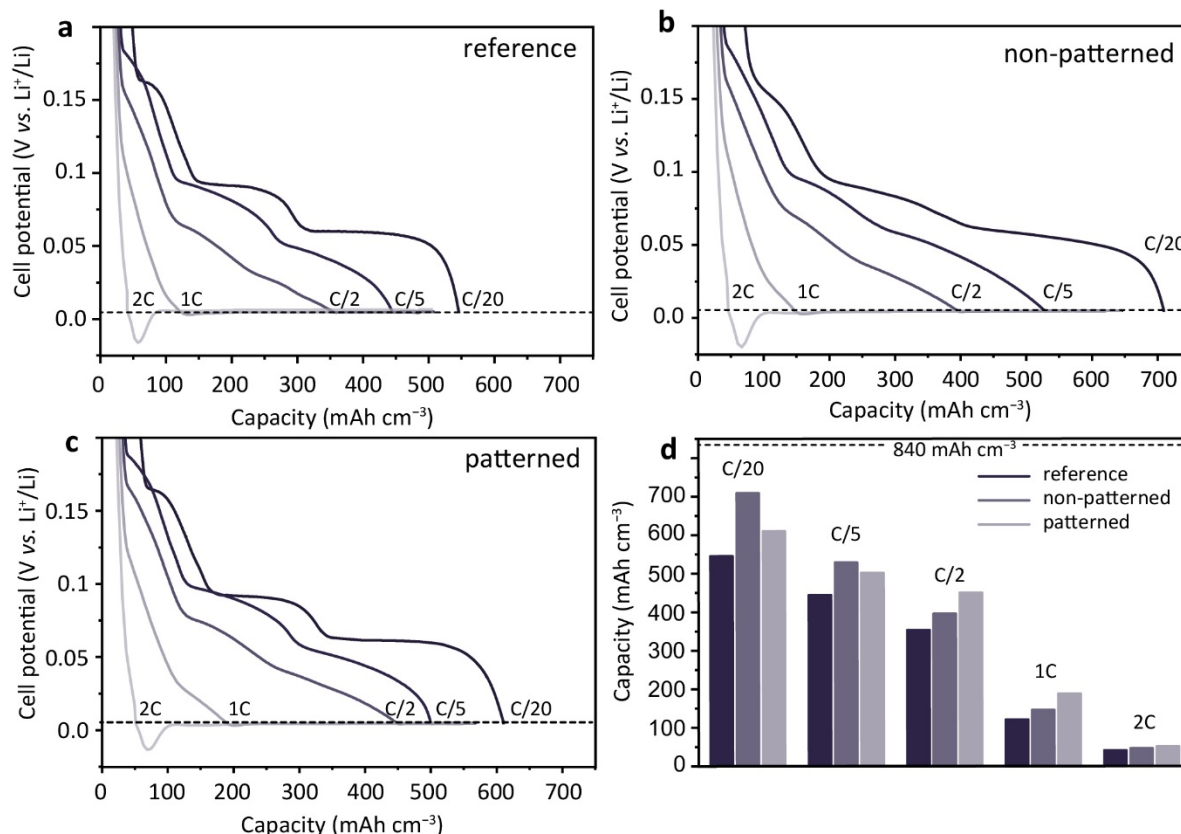 a
reference
Cell potential (V vs. Li⁺/Li)
0.15
0.1
0.05
0.0
2C
1C
C/2
C/5
C/20
0 100 200 300 400 500 600 700
Capacity (mAh cm⁻³)
b
non-patterned
Cell potential (V vs. Li⁺/Li)
0.15
0.1
0.05
0.0
2C
1C
C/2
C/5
C/20
0 100 200 300 400 500 600 700
Capacity (mAh cm⁻³)
c
patterned
Cell potential (V vs. Li⁺/Li)
0.15
0.1
0.05
0.0
2C
1C
C/2
C/5
C/20
0 100 200 300 400 500 600 700
Capacity (mAh cm⁻³)
d
840 mAh cm⁻³
reference
non-patterned
patterned
Capacity (mAh cm⁻³)
700
600
500
400
300
200
100
0
C/20
C/5
C/2
1C
2C